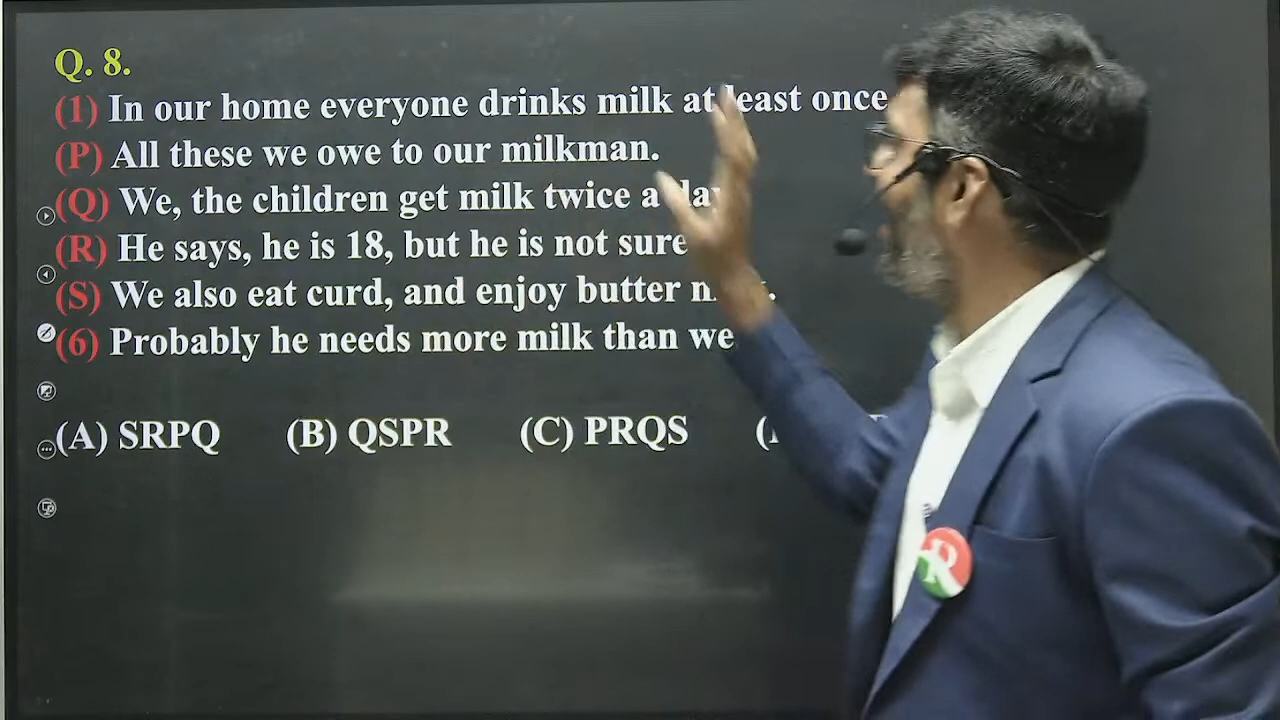 Q. 8.
(1) In our home everyone drinks milk at least once
(P) All these we owe to our milkman.
(Q) We, the children get milk twice a
(R) He says, he is 18, but he is not sure
(S) We also eat curd, and enjoy butter
(6) Probably he needs more milk than we
(A) SRPQ (B) QSPR (C) PRQS
R